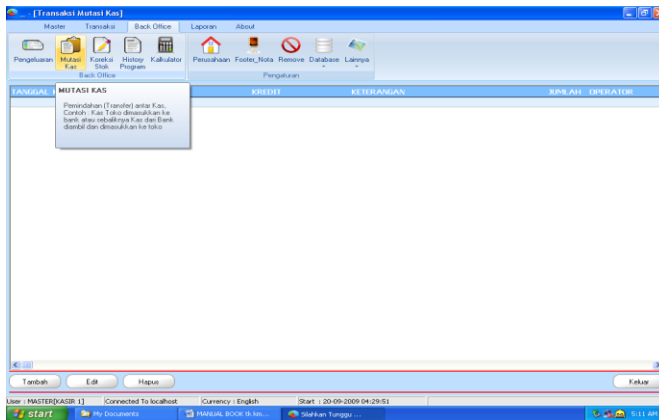 [Transaksi Mutasi Kas]
Master Transaksi Back Office Laporan About
Pengeluaran Mutasi Kas Koreksi Stok History Program Kalkulator Perusahaan Footer_Nota Remove Database Lainnya
Back Office Pengaturan
TANGGAL KREDIT KETERANGAN JUMLAH OPERATOR
MUTASI KAS
Pemindahan (Transfer) antar Kas.
Contoh : Kas Toko dimasukkan ke
bank atau sebaliknya Kas dari Bank
diambil dan dimasukkan ke toko
Tambah Edit Hapus Keluar
User : MASTER[KASIR 1] Connected To localhost Currency : English Start : 20-09-2009 04:29:51
start My Documents MANUAL BOOK th km.... Silahkan Tunggu .... 5:11 AM